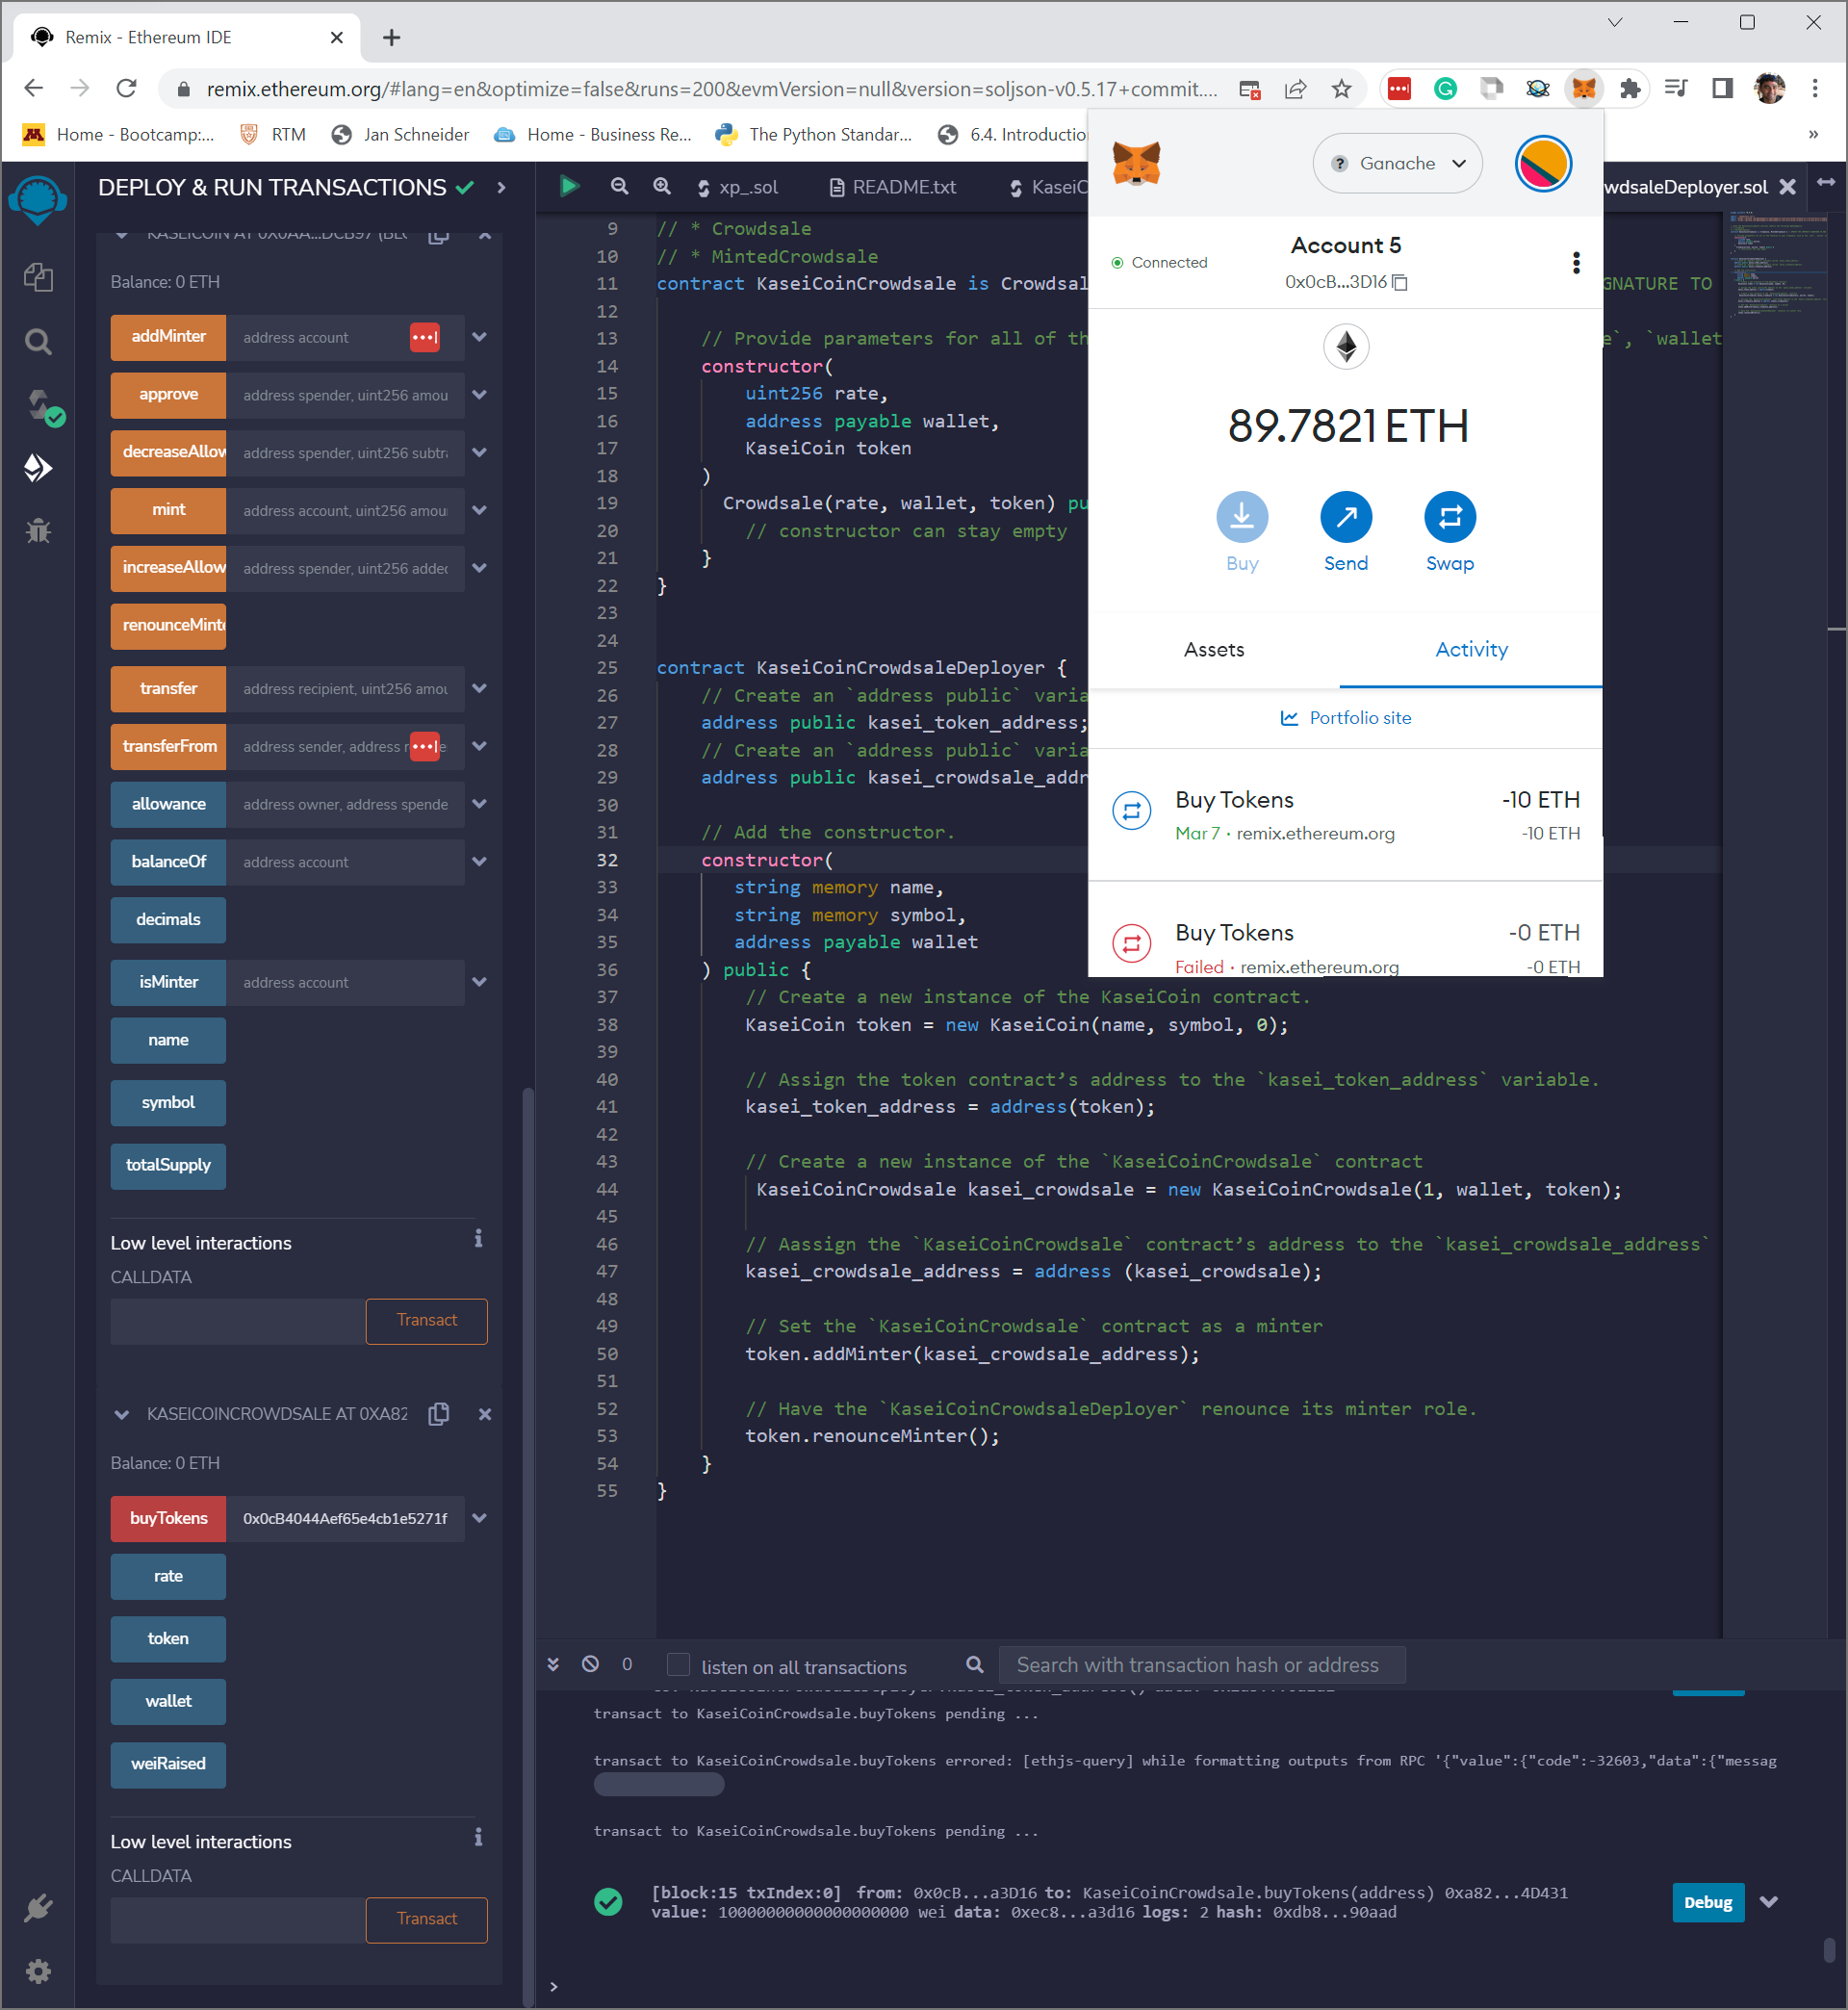 Remix - Ethereum IDE
remix.ethereum.org/#lang=en&optimize=false&runs=200&evmVersion=null&version=soljson-v0.5.17+commit....
Home - Bootcamp:...
RTM
Jan Schneider
Home - Business Re...
The Python Standar...
6.4. Introductio
»
DEPLOY & RUN TRANSACTIONS
KASEICOIN AT 0X0AA...DCB97 (BLO
Balance: 0 ETH
addMinter address account
approve address spender, uint256 amou
decreaseAllow address spender, uint256 subtra
mint address account, uint256 amou
increaseAllow address spender, uint256 added
renounceMinte
transfer address recipient, uint256 amou
transferFrom address sender, address r e
allowance address owner, address spende
balanceOf address account
decimals
isMinter address account
name
symbol
totalSupply
Low level interactions
CALLDATA
Transact
KASEICOINCROWDSALE AT 0XA82
Balance: 0 ETH
buyTokens 0x0cB4044Aef65e4cb1e5271f
rate
token
wallet
weiRaised
Low level interactions
CALLDATA
Transact
xp_.sol
README.txt
KaseiC
wdsaleDeployer.sol
9 // * Crowdsale
10 // * MintedCrowdsale
11 contract KaseiCoinCrowdsale is Crowdsal GNATURE TO
12
13 // Provide parameters for all of th e`, `wallet
14 constructor(
15 uint256 rate,
16 address payable wallet,
17 KaseiCoin token
18 )
19 Crowdsale(rate, wallet, token) pu
20 // constructor can stay empty
21 }
22 }
23
24
25 contract KaseiCoinCrowdsaleDeployer {
26 // Create an `address public` varia
27 address public kasei_token_address;
28 // Create an `address public` varia
29 address public kasei_crowdsale_addr
30
31 // Add the constructor.
32 constructor(
33 string memory name,
34 string memory symbol,
35 address payable wallet
36 ) public {
37 // Create a new instance of the KaseiCoin contract.
38 KaseiCoin token = new KaseiCoin(name, symbol, 0);
39
40 // Assign the token contract’s address to the `kasei_token_address` variable.
41 kasei_token_address = address(token);
42
43 // Create a new instance of the `KaseiCoinCrowdsale` contract
44 KaseiCoinCrowdsale kasei_crowdsale = new KaseiCoinCrowdsale(1, wallet, token);
45
46 // Aassign the `KaseiCoinCrowdsale` contract’s address to the `kasei_crowdsale_address`
47 kasei_crowdsale_address = address (kasei_crowdsale);
48
49 // Set the `KaseiCoinCrowdsale` contract as a minter
50 token.addMinter(kasei_crowdsale_address);
51
52 // Have the `KaseiCoinCrowdsaleDeployer` renounce its minter role.
53 token.renounceMinter();
54 }
55 }
Ganache
Account 5
Connected
0x0cB...3D16
89.7821 ETH
Buy
Send
Swap
Assets
Activity
Portfolio site
Buy Tokens -10 ETH
Mar 7 · remix.ethereum.org -10 ETH
Buy Tokens -0 ETH
Failed · remix.ethereum.org -0 ETH
0
listen on all transactions
Search with transaction hash or address
transact to KaseiCoinCrowdsale.buyTokens pending ...
transact to KaseiCoinCrowdsale.buyTokens errored: [ethjs-query] while formatting outputs from RPC '{"value":{"code":-32603,"data":{"messag
transact to KaseiCoinCrowdsale.buyTokens pending ...
[block:15 txIndex:0] from: 0x0cB...a3D16 to: KaseiCoinCrowdsale.buyTokens(address) 0xa82...4D431
value: 10000000000000000000 wei data: 0xec8...a3d16 logs: 2 hash: 0xdb8...90aad
Debug
>